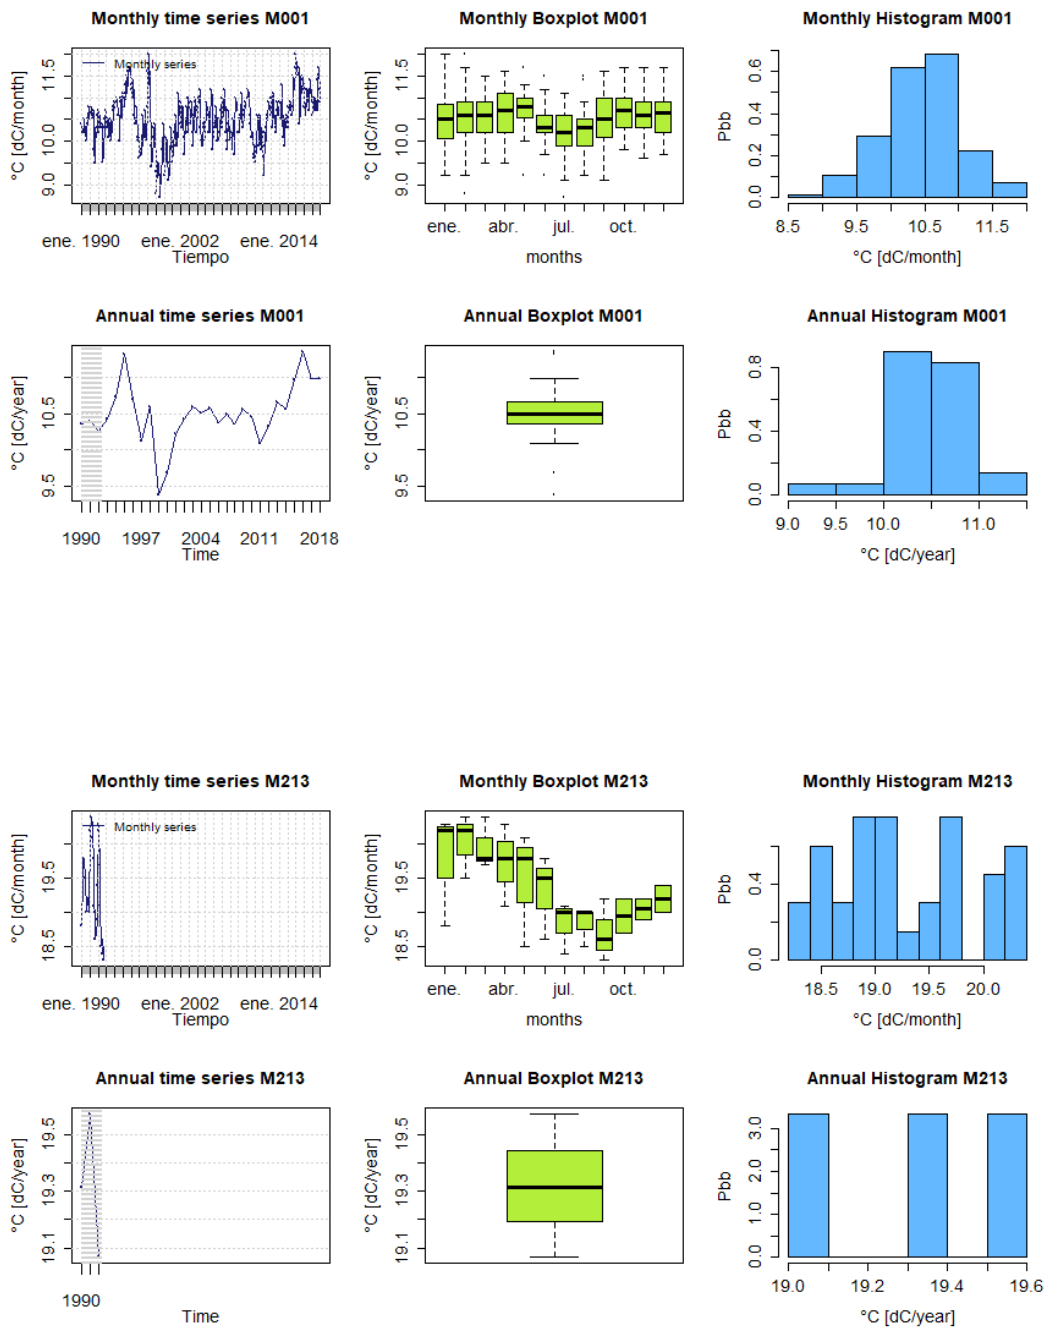 Monthly time series M001
Monthly Boxplot M001
Monthly Histogram M001
°C [dC/month]
11.5
10.0
9.0
Monthly series
ene. 1990
ene. 2002
ene. 2014
Tiempo
°C [dC/month]
11.5
10.0
9.0
ene.
abr.
jul.
oct.
months
Pbb
0.6
0.4
0.2
0.0
8.5
9.5
10.5
11.5
°C [dC/month]
Annual time series M001
Annual Boxplot M001
Annual Histogram M001
°C [dC/year]
10.5
9.5
1990
1997
2004
2011
2018
Time
°C [dC/year]
10.5
9.5
Pbb
0.8
0.4
0.0
9.0
9.5
10.0
11.0
°C [dC/year]
Monthly time series M213
Monthly Boxplot M213
Monthly Histogram M213
°C [dC/month]
19.5
18.5
Monthly series
ene. 1990
ene. 2002
ene. 2014
Tiempo
°C [dC/month]
19.5
18.5
ene.
abr.
jul.
oct.
months
Pbb
0.4
0.0
18.5
19.0
19.5
20.0
°C [dC/month]
Annual time series M213
Annual Boxplot M213
Annual Histogram M213
°C [dC/year]
19.5
19.3
19.1
1990
Time
°C [dC/year]
19.5
19.3
19.1
Pbb
3.0
2.0
1.0
0.0
19.0
19.2
19.4
19.6
°C [dC/year]